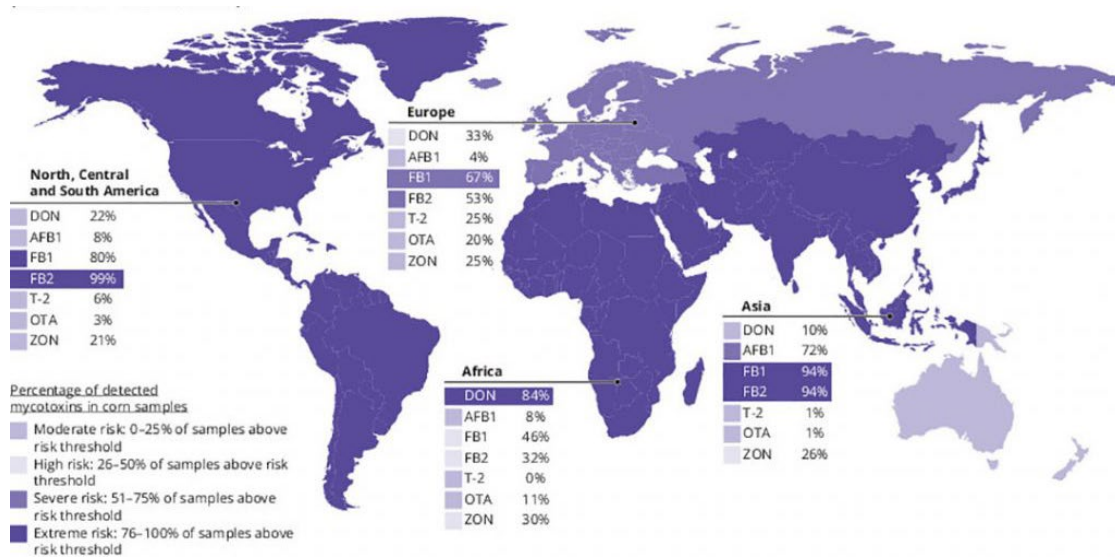 Europe
DON 33%
AFB1 4%
FB1 67%
FB2 53%
T-2 25%
OTA 20%
ZON 25%
North, Central
and South America
DON 22%
AFB1 8%
FB1 80%
FB2 99%
T-2 6%
OTA 3%
ZON 21%
Asia
DON 10%
AFB1 72%
FB1 94%
FB2 94%
T-2 1%
OTA 1%
ZON 26%
Africa
DON 84%
AFB1 8%
FB1 46%
FB2 32%
T-2 0%
OTA 11%
ZON 30%
Percentage of detected
mycotoxins in corn samples
Moderate risk: 0–25% of samples above
risk threshold
High risk: 26–50% of samples above risk
threshold
Severe risk: 51–75% of samples above
risk threshold
Extreme risk: 76–100% of samples above
risk threshold